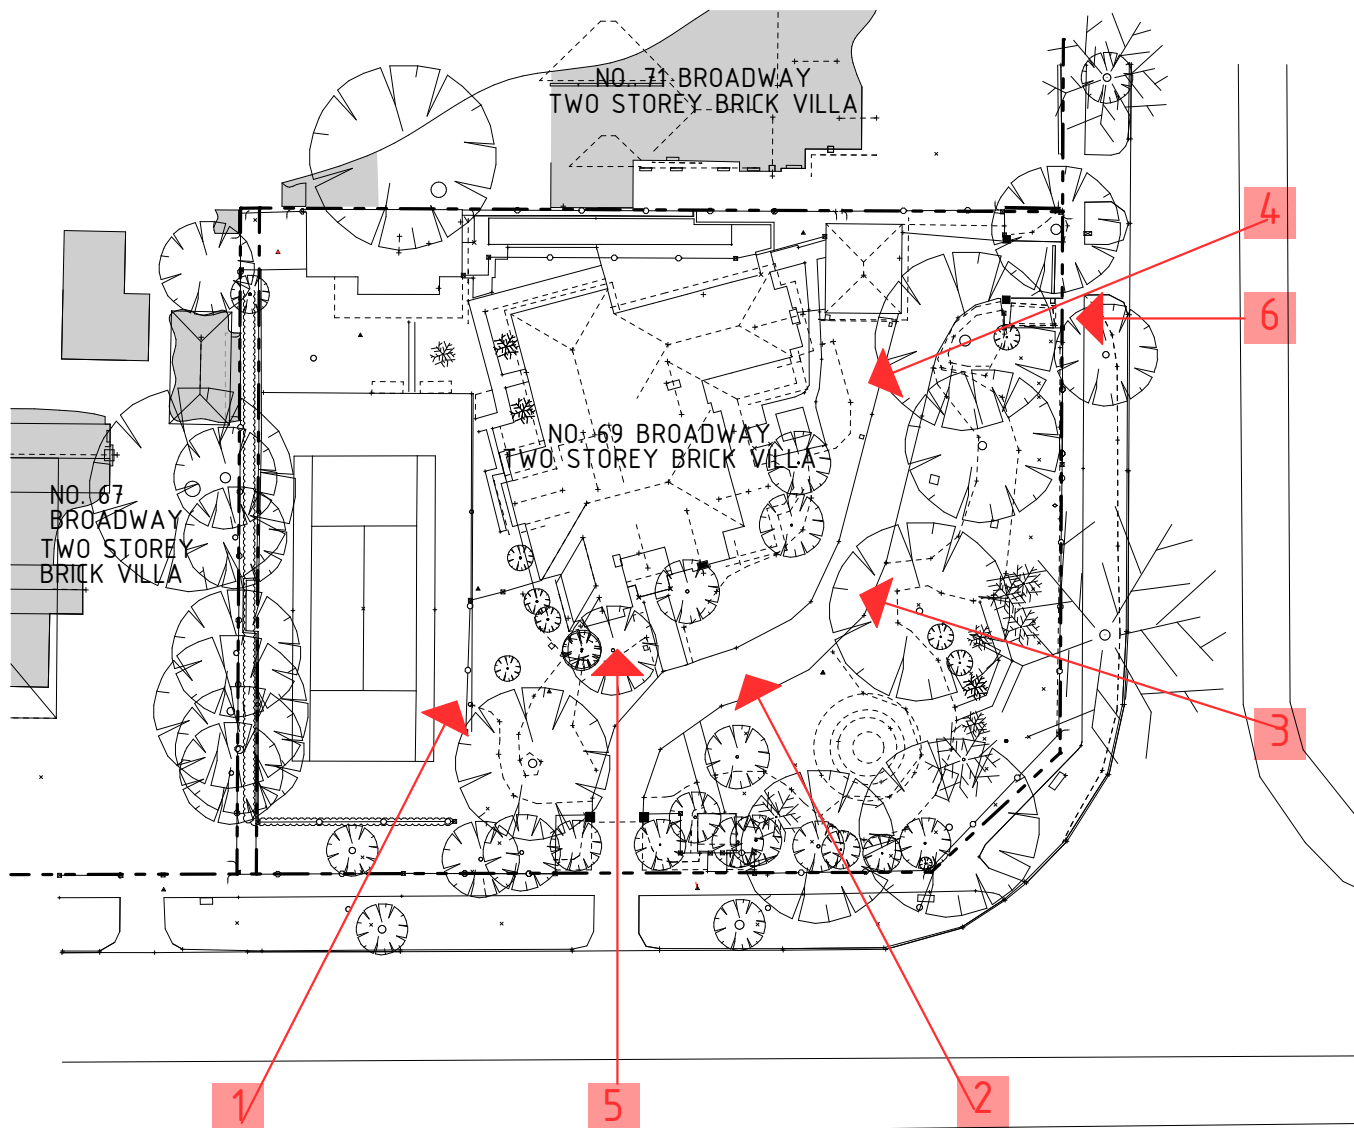 NO. 71 BROADWAY
TWO STOREY BRICK VILLA
4
6
NO. 69 BROADWAY
TWO STOREY BRICK VILLA
NO. 67
BROADWAY
TWO STOREY
BRICK VILLA
3
1
5
2